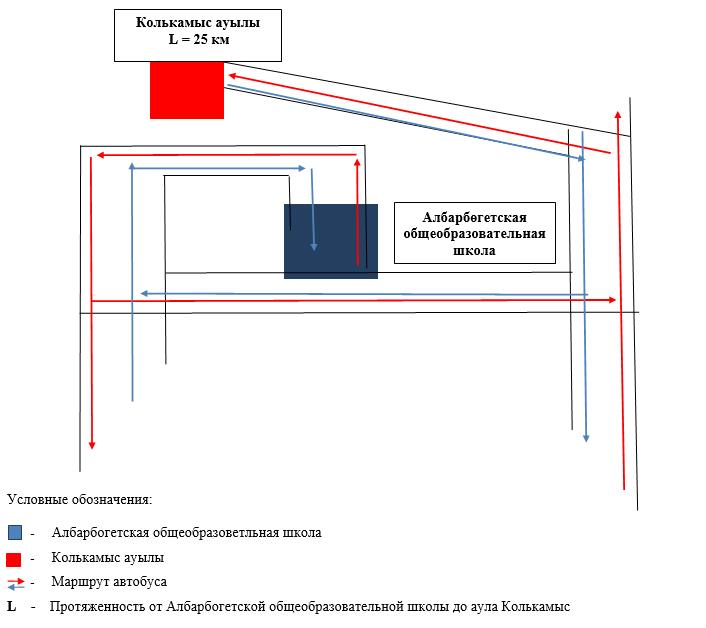 Колькамыс ауылы
L = 25 км
Албарбөгетская
общеобразовательная
школа
Условные обозначения:
- Албарбогетская общеобразоветльная школа
- Колькамыс ауылы
- Маршрут автобуса
L - Протяженность от Албарбогетской общеобразовательной школы до аула Колькамыс